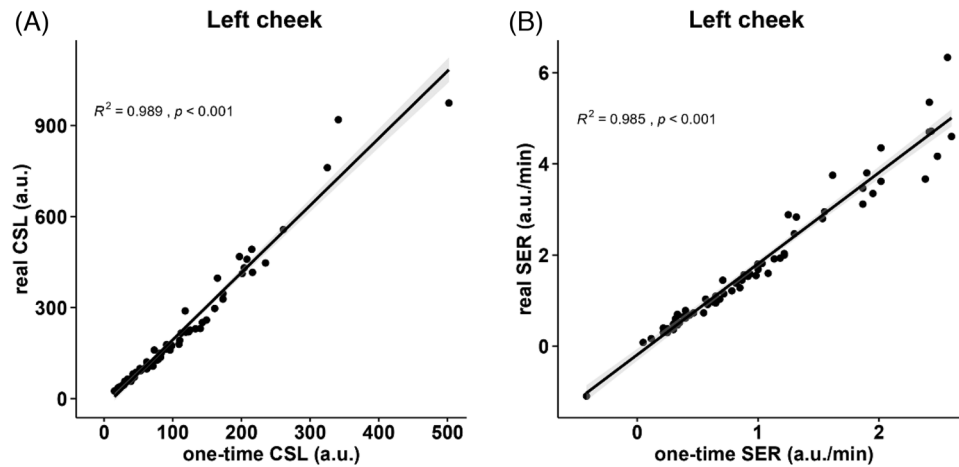 (A)
Left cheek
R² = 0.989 , p < 0.001
real CSL (a.u.)
900
600
300
0
0 100 200 300 400 500
one-time CSL (a.u.)
(B)
Left cheek
R² = 0.985 , p < 0.001
real SER (a.u./min)
6
4
2
0
0 1 2
one-time SER (a.u./min)